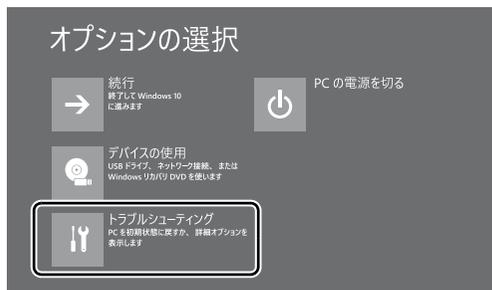 オプションの選択
続行
終了して Windows 10
に進みます
PC の電源を切る
デバイスの使用
USB ドライブ、ネットワーク接続、または
Windows リカバリ DVD を使います
トラブルシューティング
PC を初期状態に戻すか、詳細オプションを
表示します